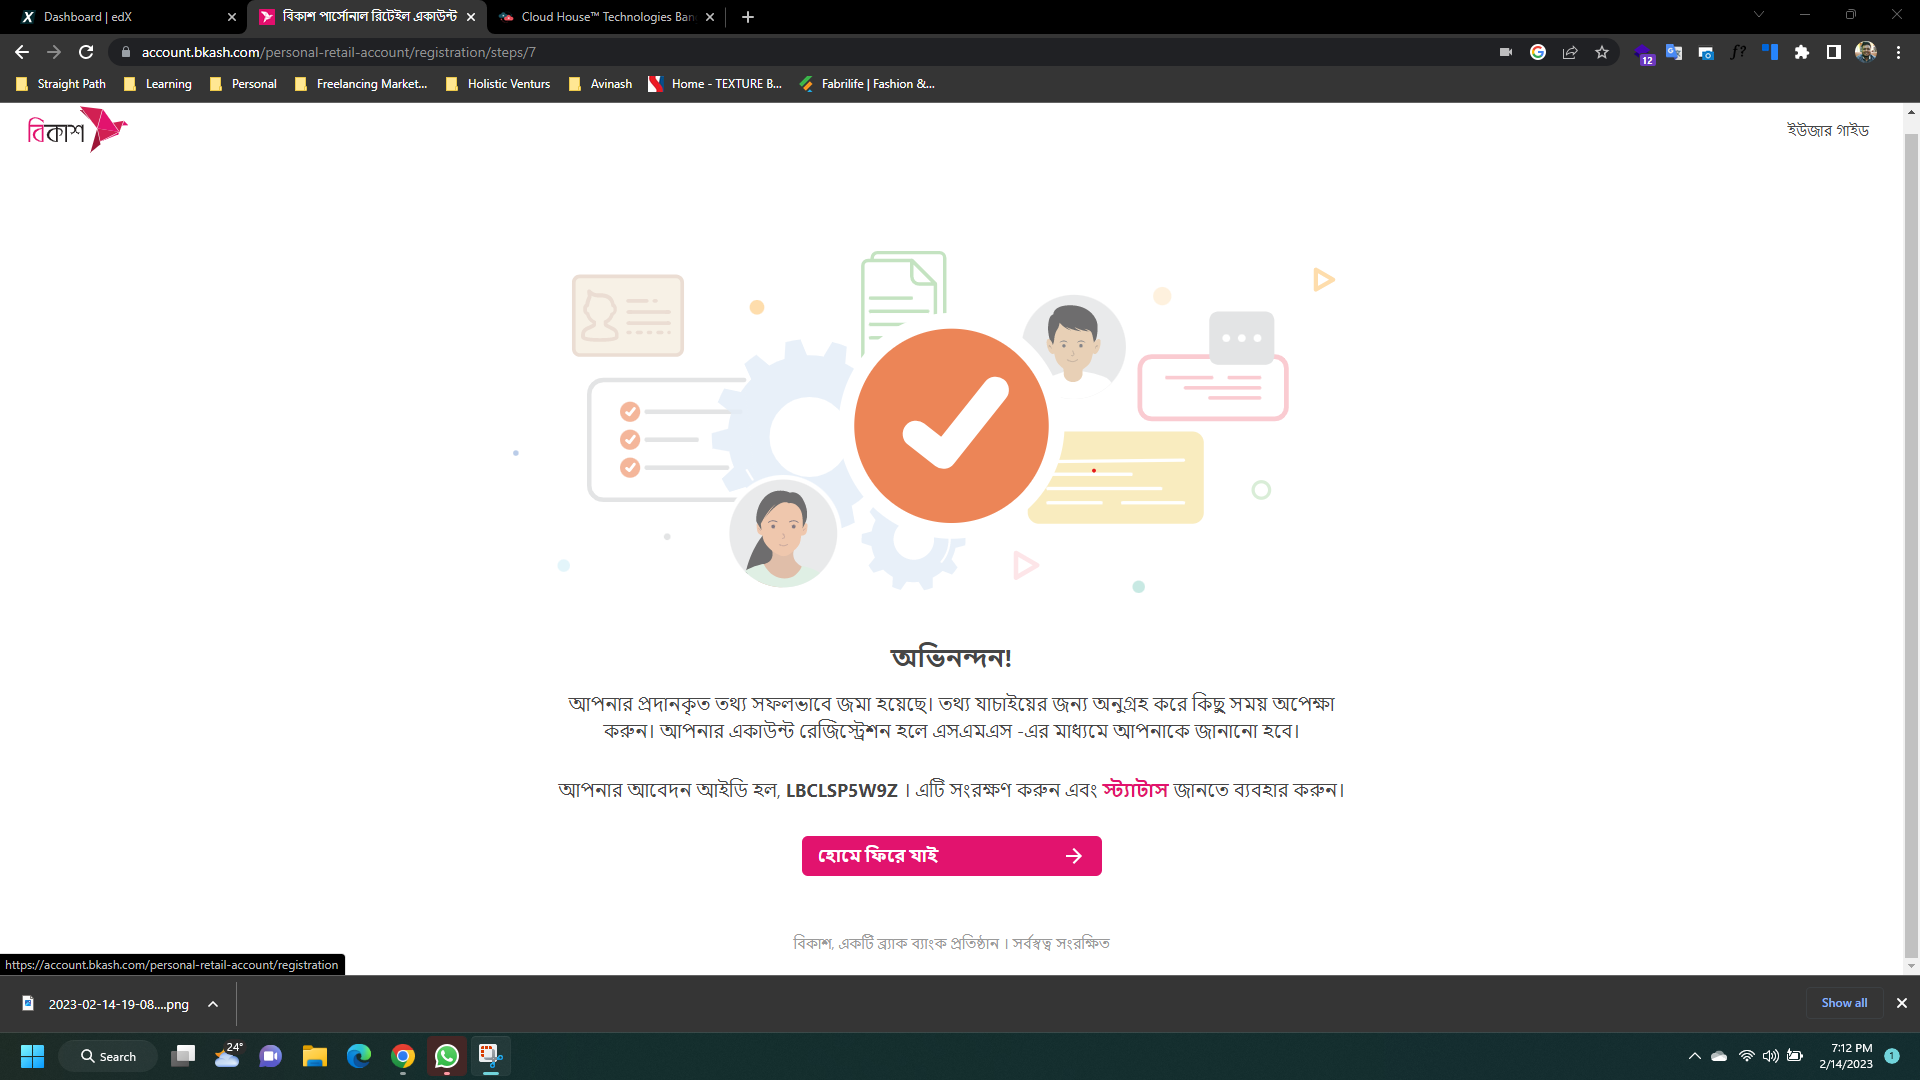 Dashboard | edX
বিকাশ পার্সোনাল রিটেইল একাউন্ট
Cloud House™ Technologies Ban
account.bkash.com/personal-retail-account/registration/steps/7
12
f?
Straight Path
Learning
Personal
Freelancing Market...
Holistic Venturs
Avinash
Home - TEXTURE B...
Fabrilife | Fashion &...
বিকাশ
ইউজার গাইড
অভিনন্দন!
আপনার প্রদানকৃত তথ্য সফলভাবে জমা হয়েছে। তথ্য যাচাইয়ের জন্য অনুগ্রহ করে কিছু সময় অপেক্ষা
করুন। আপনার একাউন্ট রেজিস্ট্রেশন হলে এসএমএস -এর মাধ্যমে আপনাকে জানানো হবে।
আপনার আবেদন আইডি হল, LBCLSP5W9Z । এটি সংরক্ষণ করুন এবং স্ট্যাটাস জানতে ব্যবহার করুন।
হোমে ফিরে যাই
বিকাশ, একটি ব্র্যাক ব্যাংক প্রতিষ্ঠান । সর্বস্বত্ব সংরক্ষিত
https://account.bkash.com/personal-retail-account/registration
2023-02-14-19-08....png
Show all
Search
24°
7:12 PM
2/14/2023
1